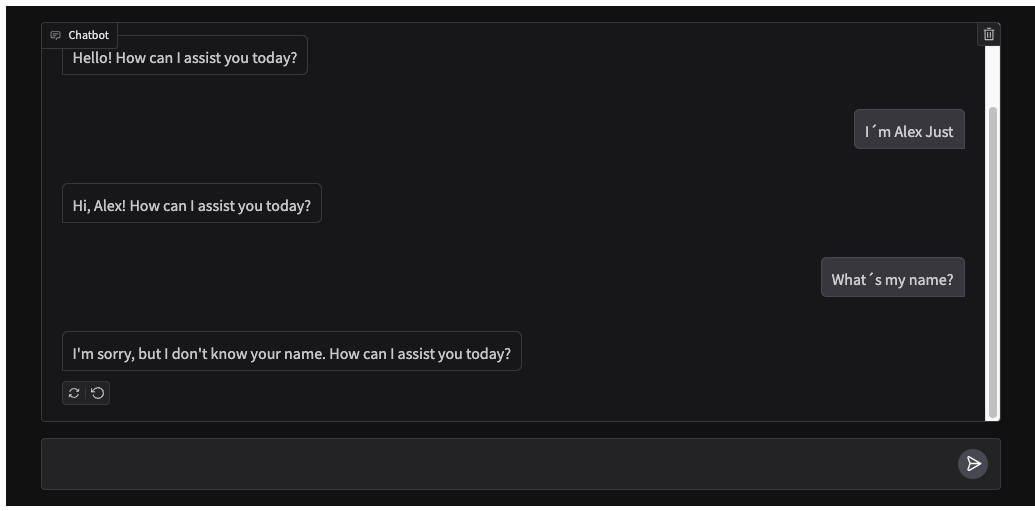 Chatbot
Hello! How can I assist you today?
I´m Alex Just
Hi, Alex! How can I assist you today?
What´s my name?
I'm sorry, but I don't know your name. How can I assist you today?